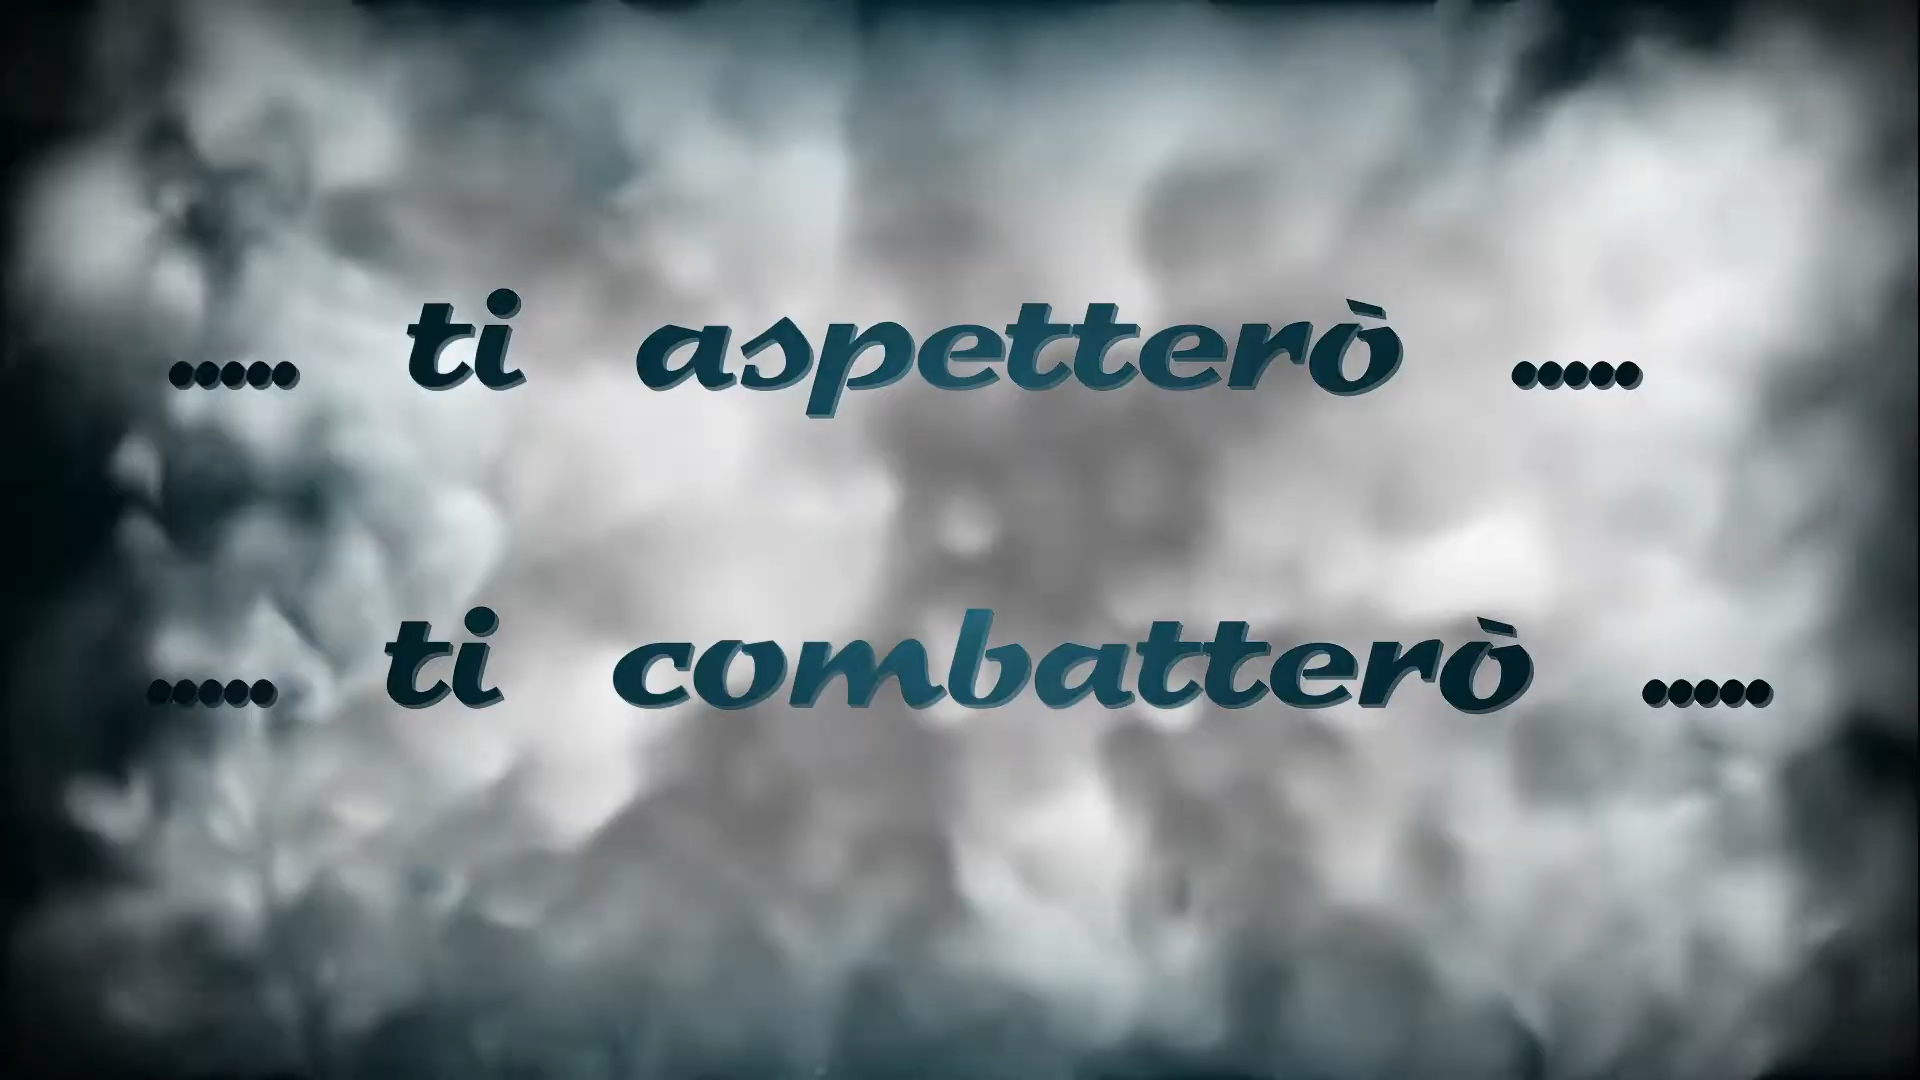 ..... ti aspetterò .....
..... ti combatterò .....